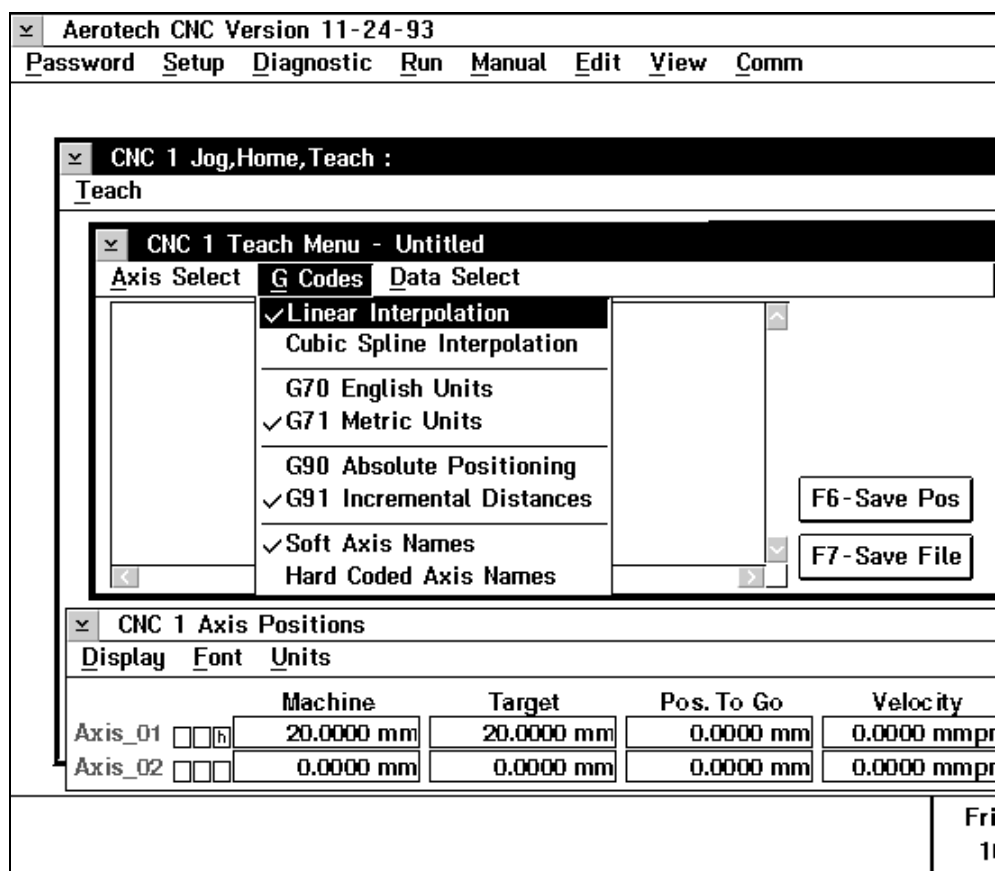 Aerotech CNC Version 11-24-93
Password Setup Diagnostic Run Manual Edit View Comm
CNC 1 Jog,Home,Teach :
Teach
CNC 1 Teach Menu - Untitled
Axis Select G Codes Data Select
✓Linear Interpolation
Cubic Spline Interpolation
G70 English Units
✓G71 Metric Units
G90 Absolute Positioning
✓G91 Incremental Distances
F6-Save Pos
✓Soft Axis Names
F7-Save File
Hard Coded Axis Names
CNC 1 Axis Positions
Display Font Units
Machine Target Pos. To Go Velocity
Axis_01 h 20.0000 mm 20.0000 mm 0.0000 mm 0.0000 mmpm
Axis_02 0.0000 mm 0.0000 mm 0.0000 mm 0.0000 mmpm
Fri